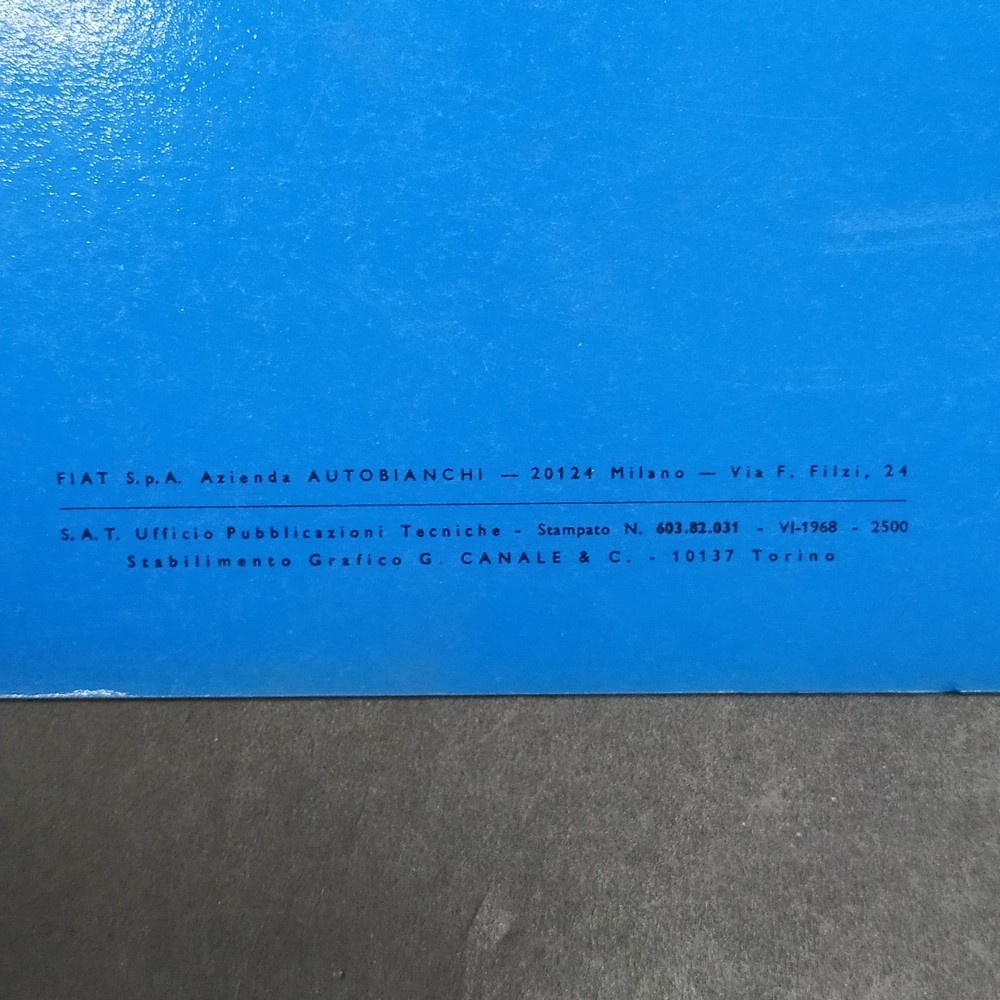 FIAT S.p.A. Azienda AUTOBIANCHI — 20124 Milano — Via F. Filzi, 24
S.A.T. Ufficio Pubblicazioni Tecniche - Stampato N. 603.82.031 - VI-1968 - 2500
Stabilimento Grafico G. CANALE & C. - 10137 Torino